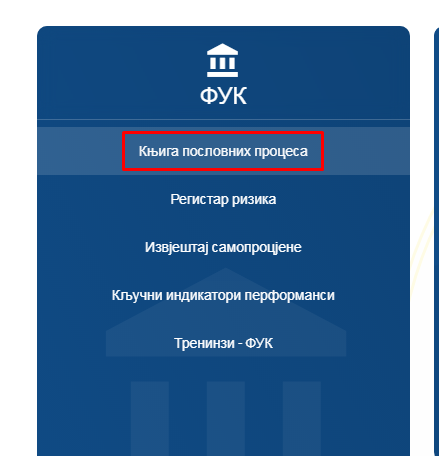 ФУК
Књига пословних процеса
Регистар ризика
Извјештај самопроцјене
Кључни индикатори перформанси
Тренинзи - ФУК